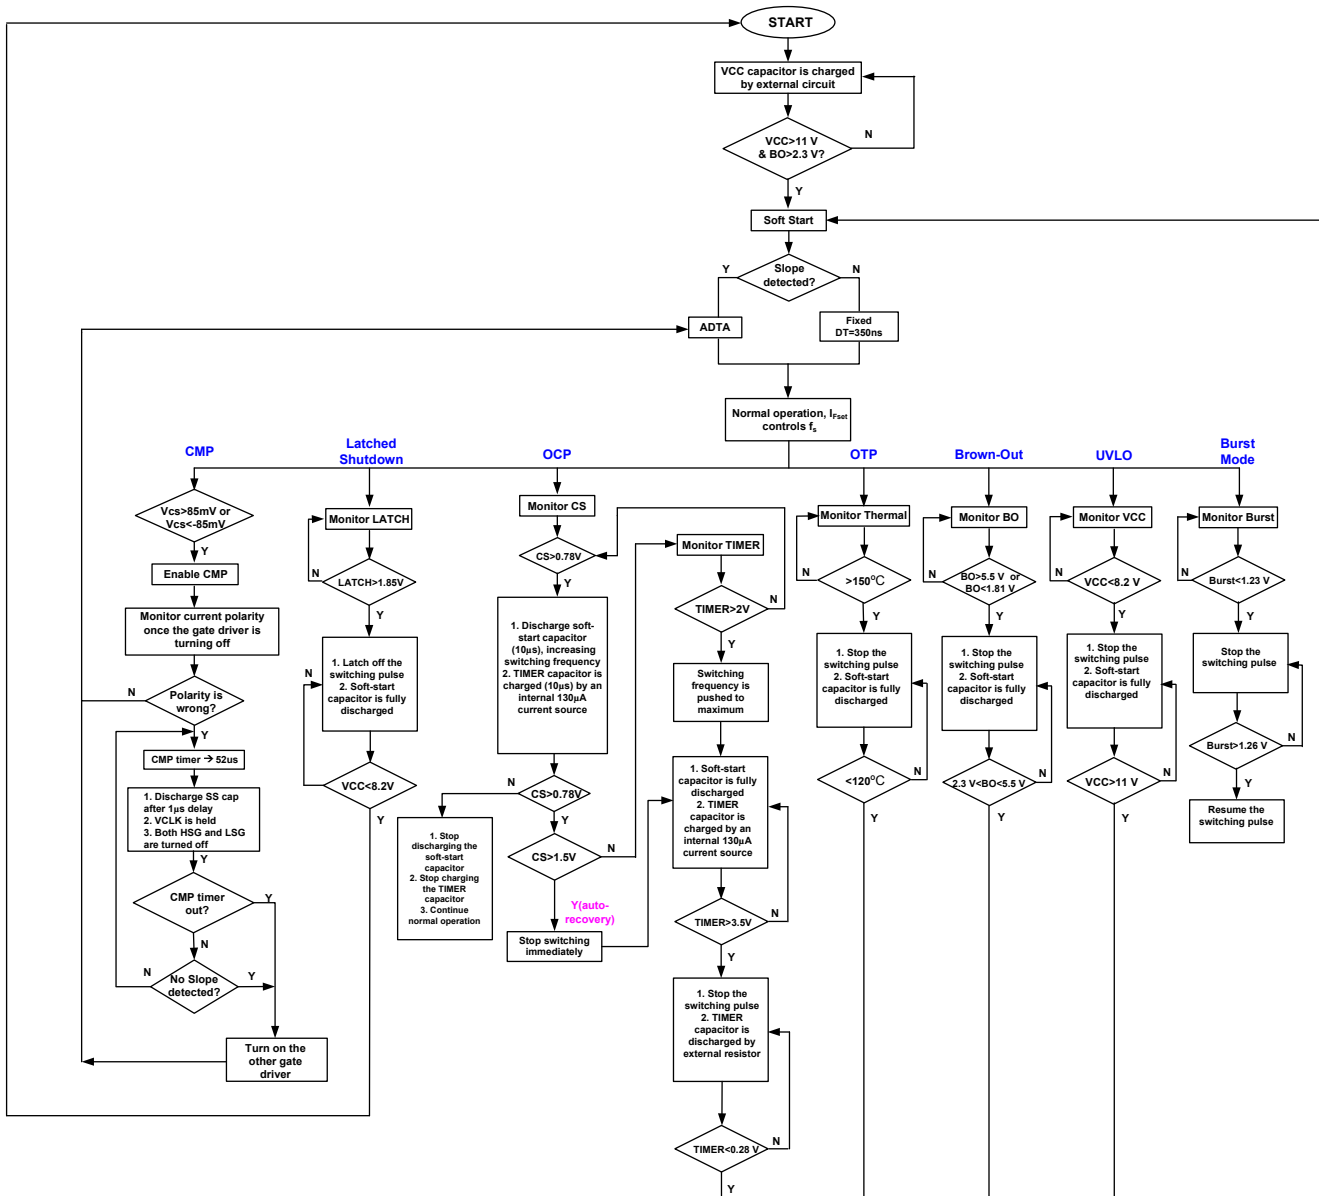 START
VCC capacitor is charged
by external circuit
VCC>11 V
& BO>2.3 V?
N
Y
Soft Start
Y
Slope
detected?
N
ADTA
Fixed
DT=350ns
Normal operation, IFset
controls fs
CMP
Vcs>85mV or
Vcs<-85mV
Y
Enable CMP
Monitor current polarity
once the gate driver is
turning off
N
Polarity is
wrong?
Y
CMP timer → 52us
1. Discharge SS cap
after 1µs delay
2. VCLK is held
3. Both HSG and LSG
are turned off
Y
CMP timer
out?
Y
N
N
No Slope
detected?
Y
Turn on the
other gate
driver
Latched
Shutdown
Monitor LATCH
N
LATCH>1.85V
Y
1. Latch off the
switching pulse
2. Soft-start
capacitor is fully
discharged
N
VCC<8.2V
Y
OCP
Monitor CS
CS>0.78V
Y
1. Discharge soft-
start capacitor
(10µs), increasing
switching frequency
2. TIMER capacitor is
charged (10µs) by an
internal 130µA
current source
N
CS>0.78V
Y
1. Stop
discharging the
soft-start
capacitor
2. Stop charging
the TIMER
capacitor
3. Continue
normal operation
CS>1.5V
N
Y(auto-
recovery)
Stop switching
immediately
Monitor TIMER
TIMER>2V
N
Y
Switching
frequency is
pushed to
maximum
1. Soft-start
capacitor is fully
discharged
2. TIMER
capacitor is
charged by an
internal 130µA
current source
N
TIMER>3.5V
Y
1. Stop the
switching pulse
2. TIMER
capacitor is
discharged by
external resistor
N
TIMER<0.28 V
Y
OTP
Monitor Thermal
N
>150°C
Y
1. Stop the
switching pulse
2. Soft-start
capacitor is fully
discharged
<120°C
N
Y
Brown-Out
Monitor BO
N
BO>5.5 V or
BO<1.81 V
Y
1. Stop the
switching pulse
2. Soft-start
capacitor is fully
discharged
2.3 V<BO<5.5 V
N
Y
UVLO
Monitor VCC
N
VCC<8.2 V
Y
1. Stop the
switching pulse
2. Soft-start
capacitor is fully
discharged
VCC>11 V
N
Y
Burst
Mode
Monitor Burst
N
Burst<1.23 V
Y
Stop the
switching pulse
Burst>1.26 V
N
Y
Resume the
switching pulse